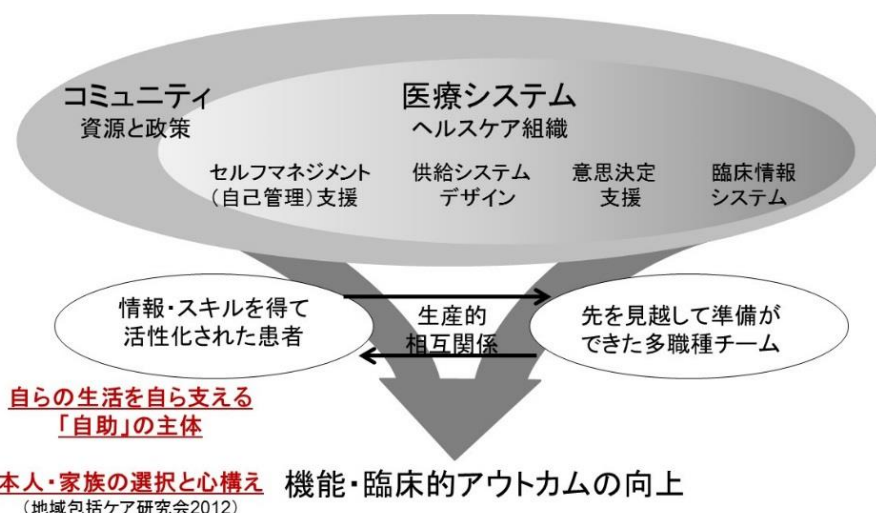 コミュニティ
資源と政策
医療システム
ヘルスケア組織
セルフマネジメント
(自己管理)支援
供給システム
デザイン
意思決定
支援
臨床情報
システム
情報・スキルを得て
活性化された患者
生産的
相互関係
先を見越して準備が
できた多職種チーム
自らの生活を自ら支える
「自助」の主体
本人・家族の選択と心構え
(地域包括ケア研究会2012)
機能・臨床的アウトカムの向上